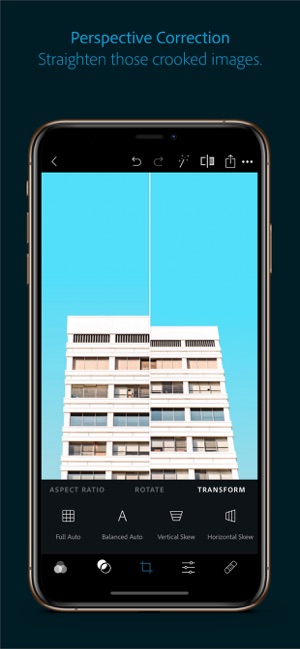 Perspective Correction
Straighten those crooked images.
ASPECT RATIO ROTATE TRANSFORM
Full Auto Balanced Auto Vertical Skew Horizontal Skew